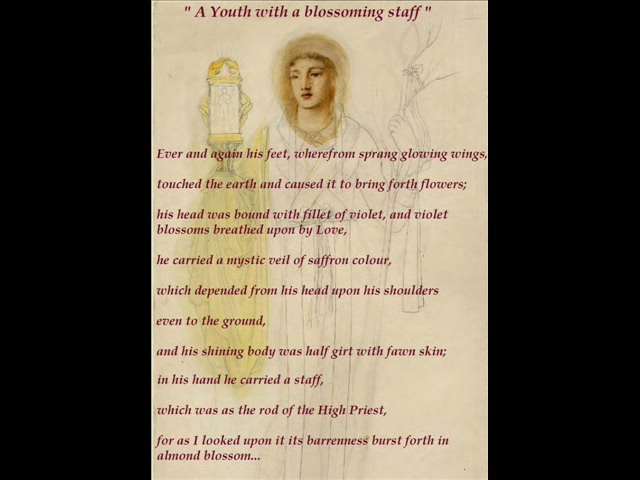 " A Youth with a blossoming staff "
Ever and again his feet, wherefrom sprang glowing wings,
touched the earth and caused it to bring forth flowers;
his head was bound with fillet of violet, and violet
blossoms breathed upon by Love,
he carried a mystic veil of saffron colour,
which depended from his head upon his shoulders
even to the ground,
and his shining body was half girt with fawn skin;
in his hand he carried a staff,
which was as the rod of the High Priest,
for as I looked upon it its barrenness burst forth in
almond blossom...